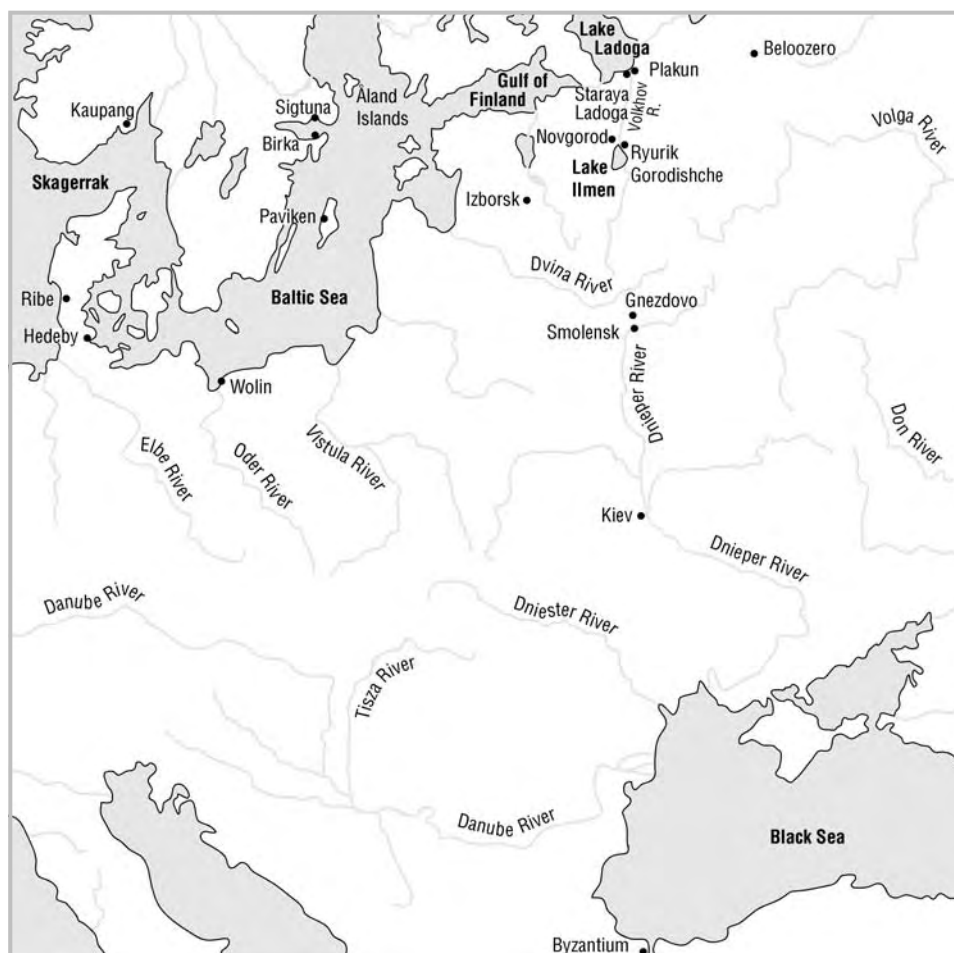 Lake
Ladoga
Beloozero
Plakun
Gulf of
Finland
Staraya
Ladoga
Volkhov
R.
Kaupang
Sigtuna
Åland
Islands
Birka
Novgorod
Ryurik
Gorodishche
Lake
Ilmen
Volga River
Skagerrak
Izborsk
Paviken
Dvina River
Baltic Sea
Ribe
Gnezdovo
Hedeby
Smolensk
Wolin
Dnieper River
Don River
Elbe River
Oder River
Vistula River
Kiev
Dnieper River
Danube River
Dniester River
Tisza River
Danube River
Black Sea
Byzantium